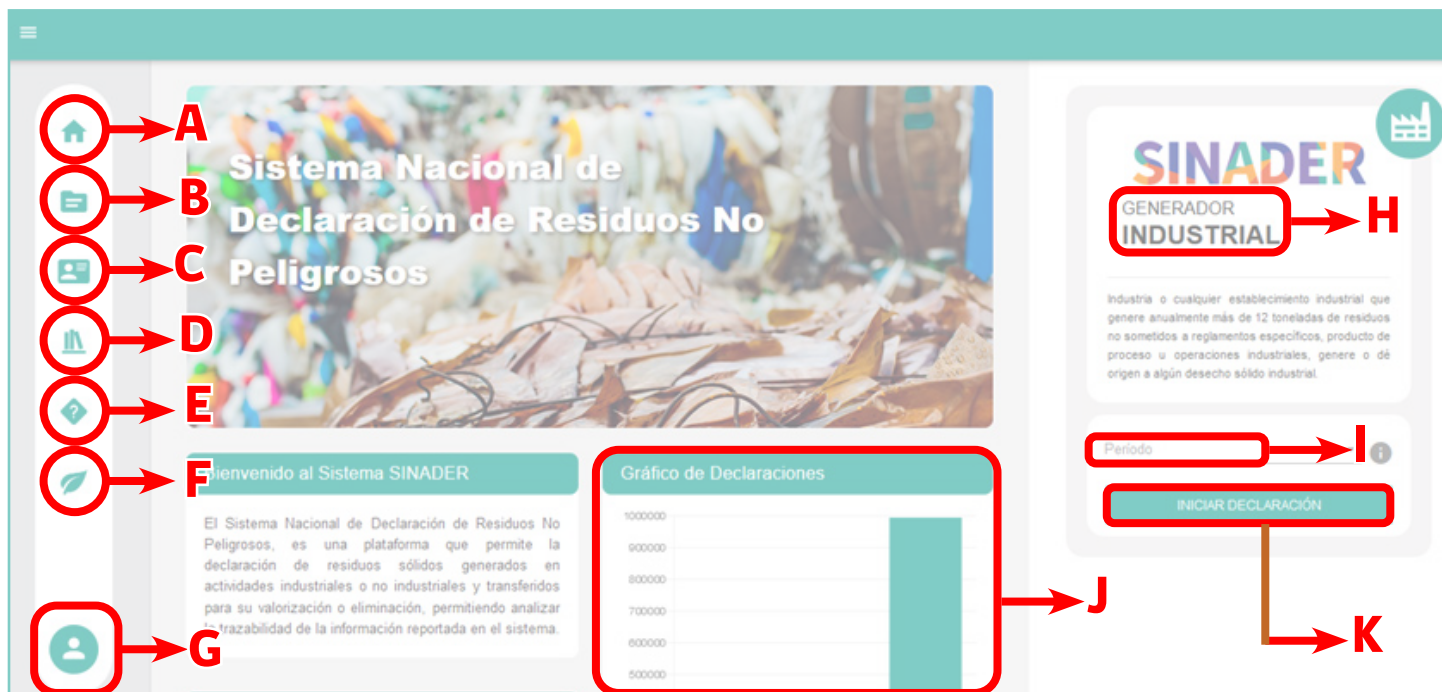 A
B
C
D
E
F
G
Sistema Nacional de
Declaración de Residuos No
Peligrosos
Bienvenido al Sistema SINADER
El Sistema Nacional de Declaración de Residuos No
Peligrosos, es una plataforma que permite la
declaración de residuos sólidos generados en
actividades industriales o no industriales y transferidos
para su valorización o eliminación, permitiendo analizar
la trazabilidad de la información reportada en el sistema.
Gráfico de Declaraciones
1000000
900000
800000
700000
600000
500000
J
SINADER
GENERADOR
INDUSTRIAL
H
Industria o cualquier establecimiento industrial que
genere anualmente más de 12 toneladas de residuos
no sometidos a reglamentos específicos, producto de
proceso u operaciones industriales, genere o dé
origen a algún desecho sólido industrial.
Período
I
INICIAR DECLARACIÓN
K